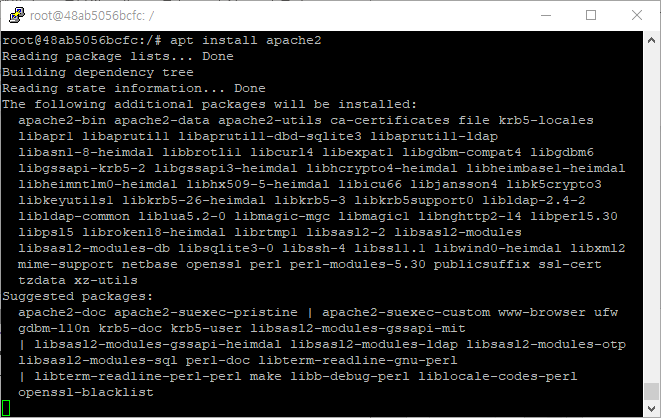 root@48ab5056bcfc: /
root@48ab5056bcfc:/# apt install apache2
Reading package lists... Done
Building dependency tree
Reading state information... Done
The following additional packages will be installed:
  apache2-bin apache2-data apache2-utils ca-certificates file krb5-locales
  libapr1 libaprutil1 libaprutil1-dbd-sqlite3 libaprutil1-ldap
  libasn1-8-heimdal libbrotli1 libcurl4 libexpat1 libgdbm-compat4 libgdbm6
  libgssapi-krb5-2 libgssapi3-heimdal libhcrypto4-heimdal libheimbase1-heimdal
  libheimntlm0-heimdal libhx509-5-heimdal libicu66 libjansson4 libk5crypto3
  libkeyutils1 libkrb5-26-heimdal libkrb5-3 libkrb5support0 libldap-2.4-2
  libldap-common liblua5.2-0 libmagic-mgc libmagic1 libnghttp2-14 libperl5.30
  libpsl5 libroken18-heimdal librtmp1 libsasl2-2 libsasl2-modules
  libsasl2-modules-db libsqlite3-0 libssh-4 libssl1.1 libwind0-heimdal libxml2
  mime-support netbase openssl perl perl-modules-5.30 publicsuffix ssl-cert
  tzdata xz-utils
Suggested packages:
  apache2-doc apache2-suexec-pristine | apache2-suexec-custom www-browser ufw
  gdbm-l10n krb5-doc krb5-user libsasl2-modules-gssapi-mit
  | libsasl2-modules-gssapi-heimdal libsasl2-modules-ldap libsasl2-modules-otp
  libsasl2-modules-sql perl-doc libterm-readline-gnu-perl
  | libterm-readline-perl-perl make libb-debug-perl liblocale-codes-perl
  openssl-blacklist